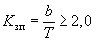 Kзп = b/T ≥ 2,0